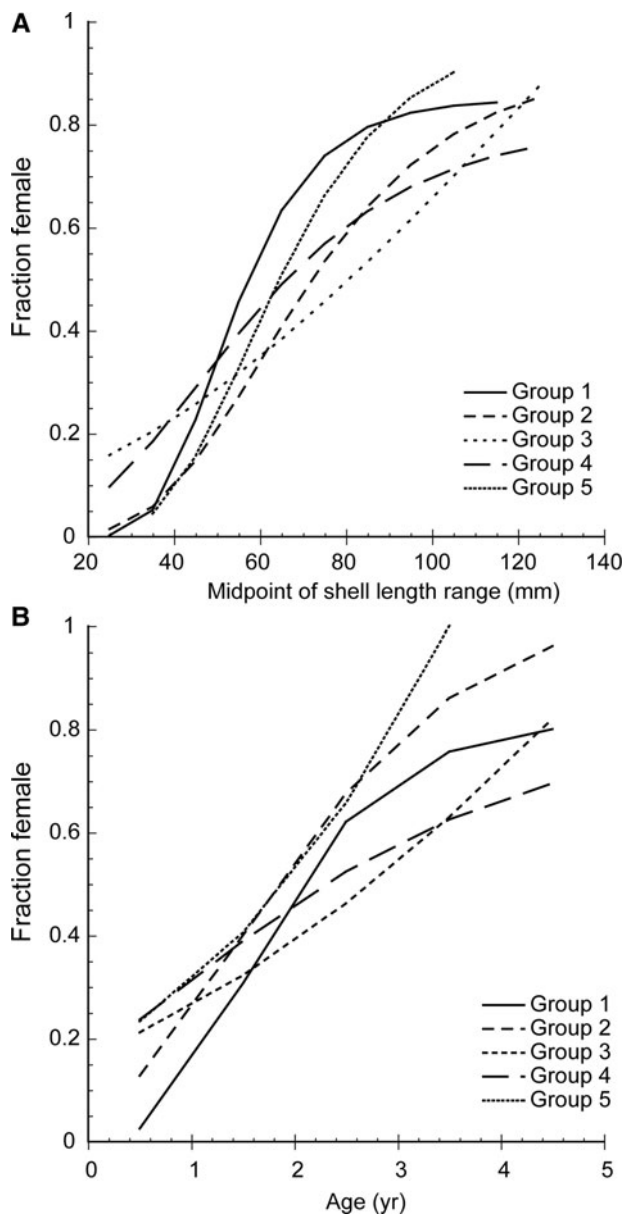 A
1
0.8
0.6
0.4
0.2
0
Fraction female
Group 1
Group 2
Group 3
Group 4
Group 5
20 40 60 80 100 120 140
Midpoint of shell length range (mm)
B
1
0.8
0.6
0.4
0.2
0
Fraction female
Group 1
Group 2
Group 3
Group 4
Group 5
0 1 2 3 4 5
Age (yr)